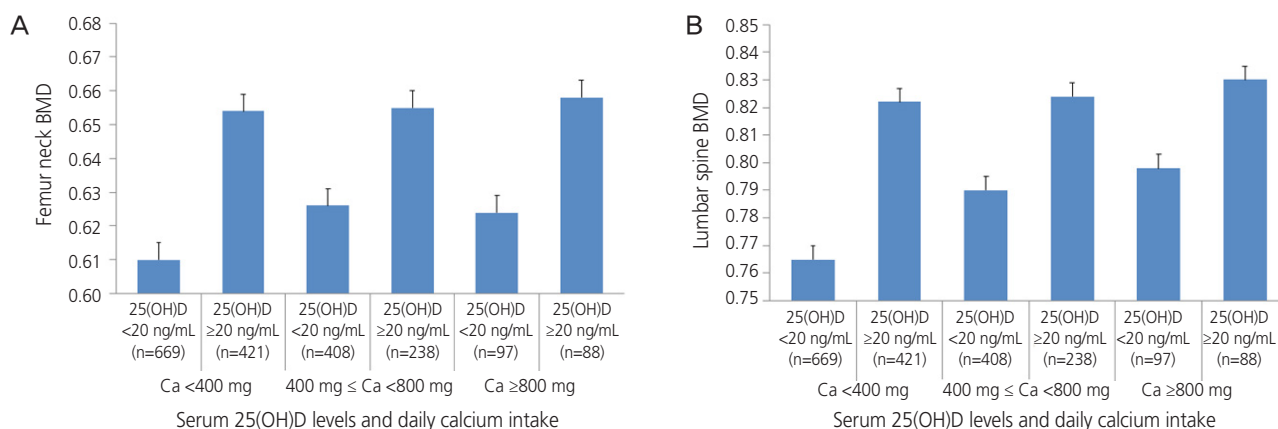 A
Femur neck BMD
0.68
0.67
0.66
0.65
0.64
0.63
0.62
0.61
0.60
25(OH)D 25(OH)D 25(OH)D 25(OH)D 25(OH)D 25(OH)D
<20 ng/mL ≥20 ng/mL <20 ng/mL ≥20 ng/mL <20 ng/mL ≥20 ng/mL
(n=669) (n=421) (n=408) (n=238) (n=97) (n=88)
Ca <400 mg 400 mg ≤ Ca <800 mg Ca ≥800 mg
Serum 25(OH)D levels and daily calcium intake
B
Lumbar spine BMD
0.85
0.84
0.83
0.82
0.81
0.80
0.79
0.78
0.77
0.76
0.75
25(OH)D 25(OH)D 25(OH)D 25(OH)D 25(OH)D 25(OH)D
<20 ng/mL ≥20 ng/mL <20 ng/mL ≥20 ng/mL <20 ng/mL ≥20 ng/mL
(n=669) (n=421) (n=408) (n=238) (n=97) (n=88)
Ca <400 mg 400 mg ≤ Ca <800 mg Ca ≥800 mg
Serum 25(OH)D levels and daily calcium intake